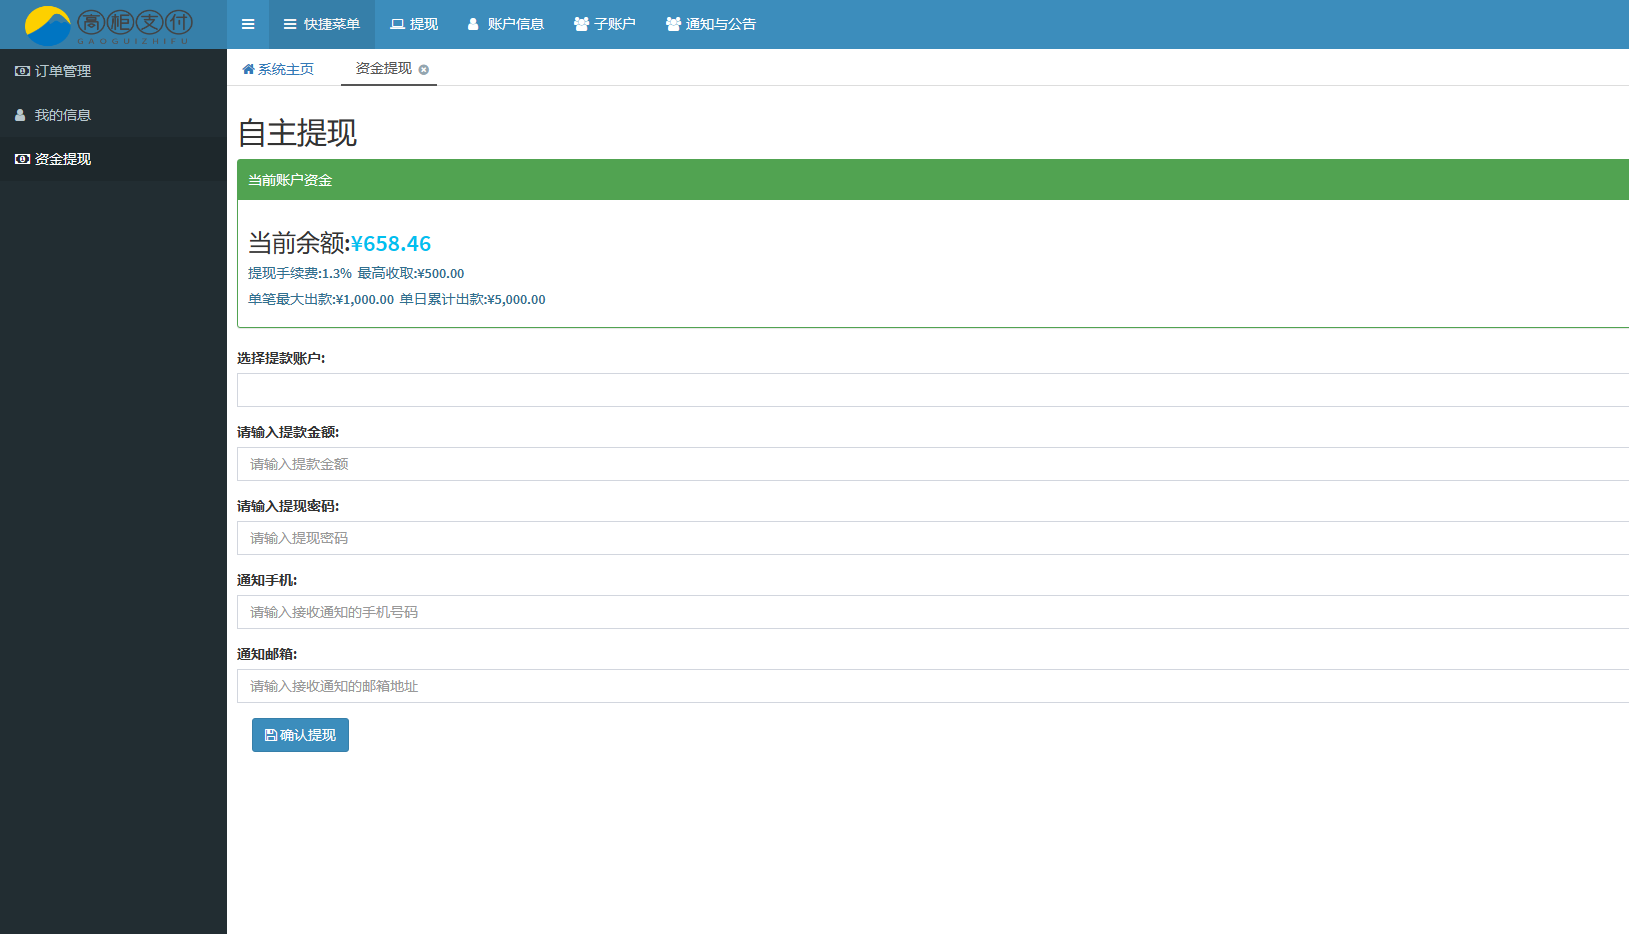 高柜支付
GAOGUIZHIFU
快捷菜单 提现 账户信息 子账户 通知与公告
订单管理
我的信息
资金提现
系统主页 资金提现
自主提现
当前账户资金
当前余额:¥658.46
提现手续费:1.3% 最高收取:¥500.00
单笔最大出款:¥1,000.00 单日累计出款:¥5,000.00
选择提款账户:
请输入提款金额:
请输入提款金额
请输入提现密码:
请输入提现密码
通知手机:
请输入接收通知的手机号码
通知邮箱:
请输入接收通知的邮箱地址
确认提现